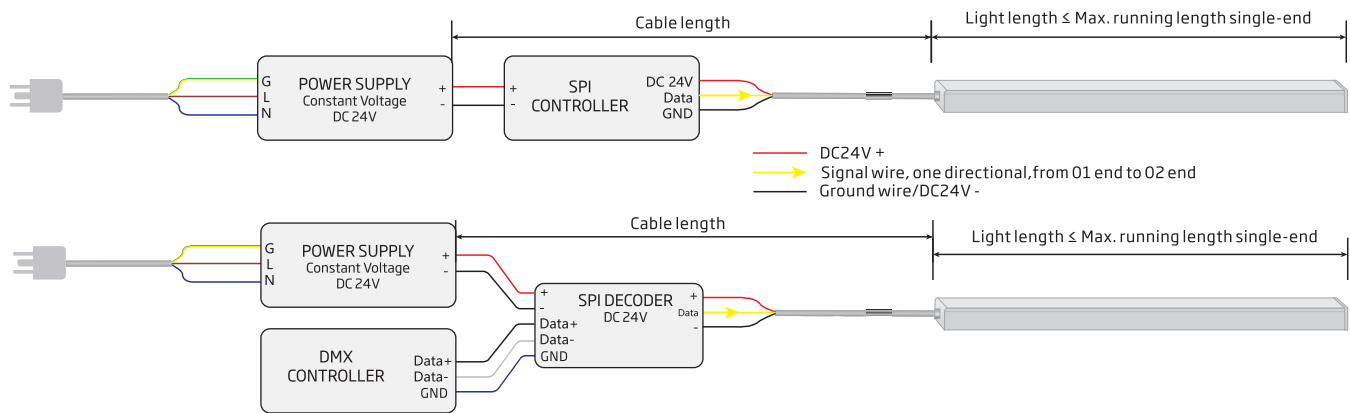 Cable length
Light length ≤ Max. running length single-end
G
L
N
POWER SUPPLY
Constant Voltage
DC 24V
+
-
+
-
SPI
CONTROLLER
DC 24V
Data
GND
DC24V +
Signal wire, one directional,from 01 end to 02 end
Ground wire/DC24V -
Cable length
Light length ≤ Max. running length single-end
G
L
N
POWER SUPPLY
Constant Voltage
DC 24V
+
-
+
-
Data+
Data-
GND
SPI DECODER
DC 24V
+
Data
-
DMX
CONTROLLER
Data+
Data-
GND